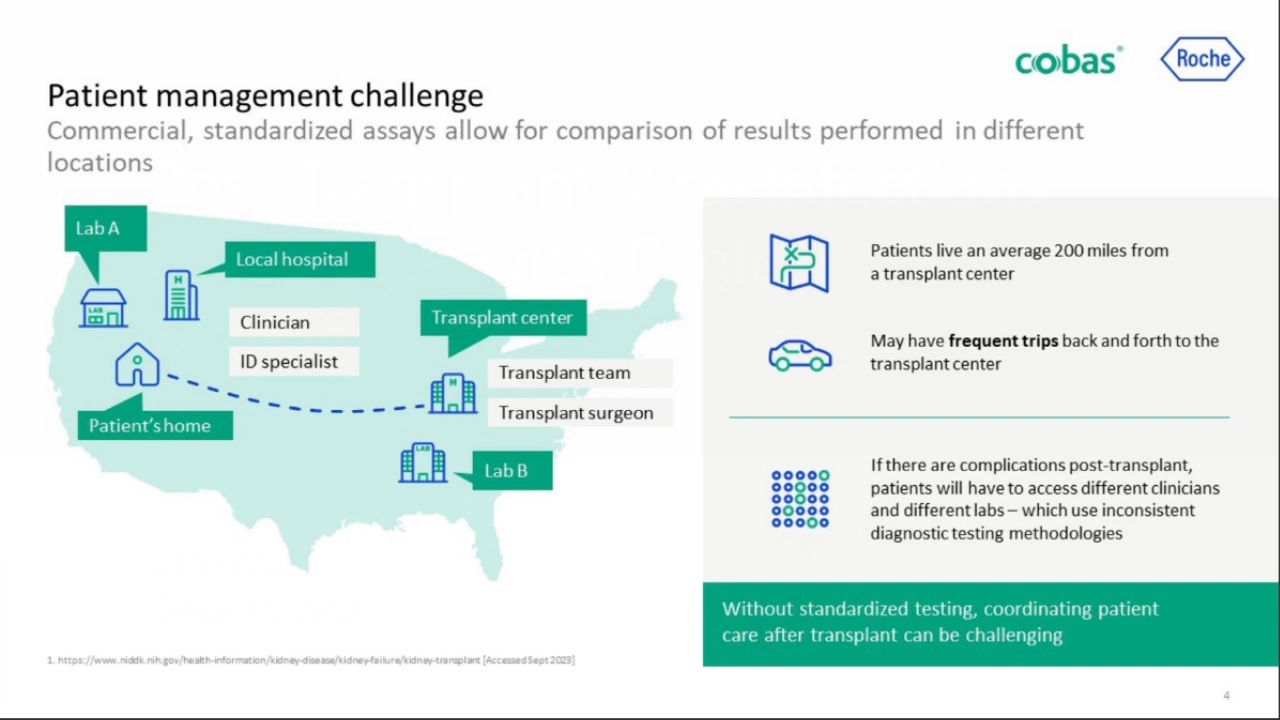 cobas®
Roche
Patient management challenge
Commercial, standardized assays allow for comparison of results performed in different
locations
Lab A
Local hospital
LAB
H
Clinician
ID specialist
Transplant center
Transplant team
Transplant surgeon
H
Patient's home
LAB
Lab B
Patients live an average 200 miles from
a transplant center
May have frequent trips back and forth to the
transplant center
If there are complications post-transplant,
patients will have to access different clinicians
and different labs – which use inconsistent
diagnostic testing methodologies
Without standardized testing, coordinating patient
care after transplant can be challenging
1. https://www.niddk.nih.gov/health-information/kidney-disease/kidney-failure/kidney-transplant [Accessed Sept 2023]
4